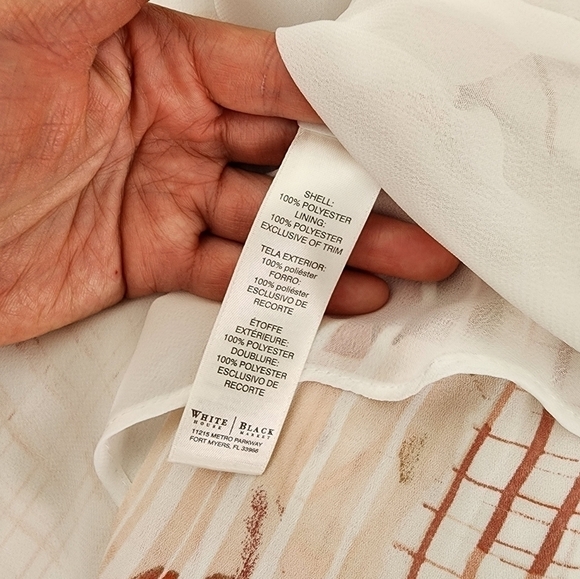 SHELL:
100% POLYESTER
LINING:
100% POLYESTER
EXCLUSIVE OF TRIM
TELA EXTERIOR:
100% poliéster
FORRO:
100% poliéster
ESCLUSIVO DE
RECORTE
ÉTOFFE
EXTÉRIEURE:
100% POLYESTER
DOUBLURE:
100% POLYESTER
ESCLUSIVO DE
RECORTE
WHITE | BLACK
HOUSE MARKET
11215 METRO PARKWAY
FORT MYERS, FL 33966